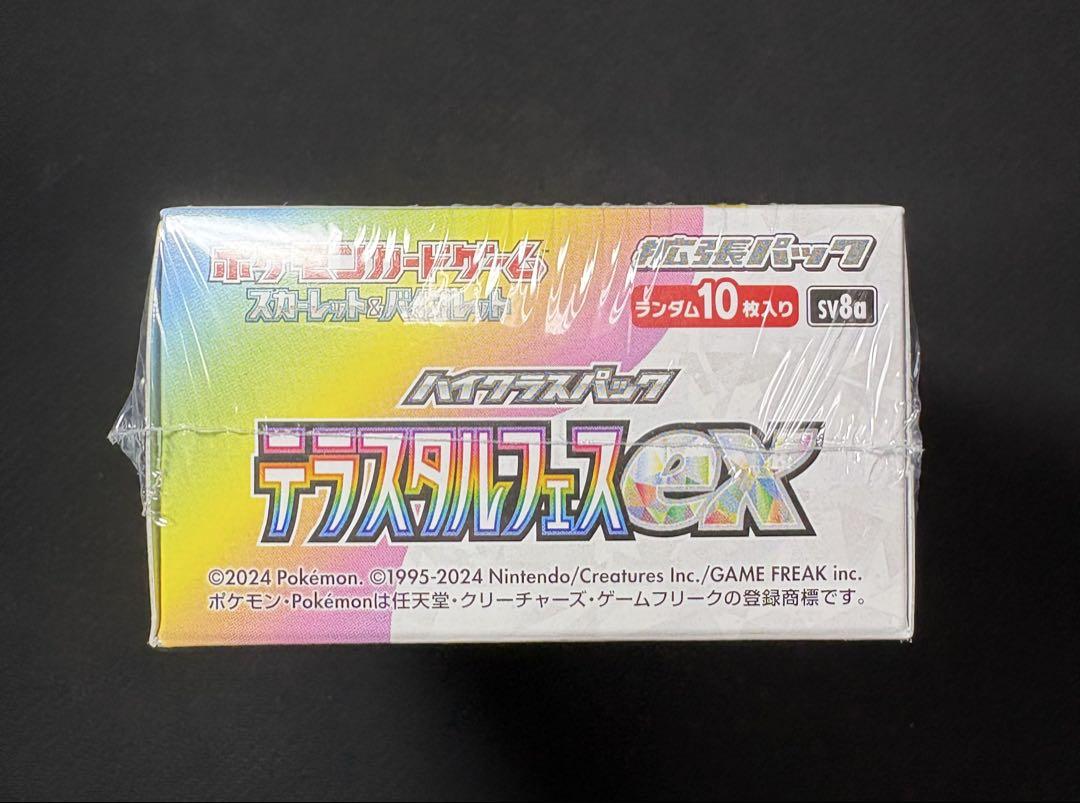 ポケモンカードゲーム
スカーレット&バイオレット
拡張パック
ランダム10枚入り
sv8a
ハイクラスパック
テラスタルフェスex
©2024 Pokémon. ©1995-2024 Nintendo/Creatures Inc./GAME FREAK inc.
ポケモン・Pokémonは任天堂・クリーチャーズ・ゲームフリークの登録商標です。